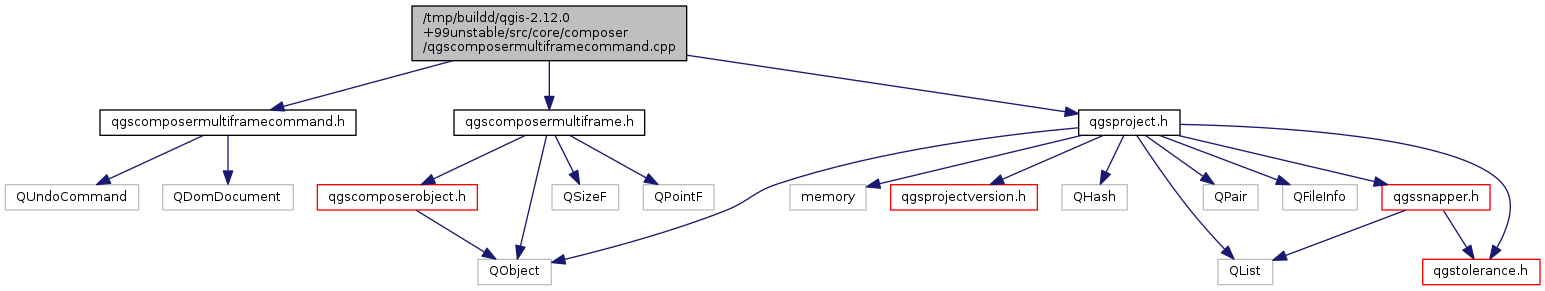 /tmp/buildd/qgis-2.12.0
+99unstable/src/core/composer
/qgscomposermultiframecommand.cpp
qgscomposermultiframecommand.h
qgscomposermultiframe.h
qgsproject.h
QUndoCommand
QDomDocument
qgscomposerobject.h
QSizeF
QPointF
memory
qgsprojectversion.h
QHash
QPair
QFileInfo
qgssnapper.h
QObject
QList
qgstolerance.h